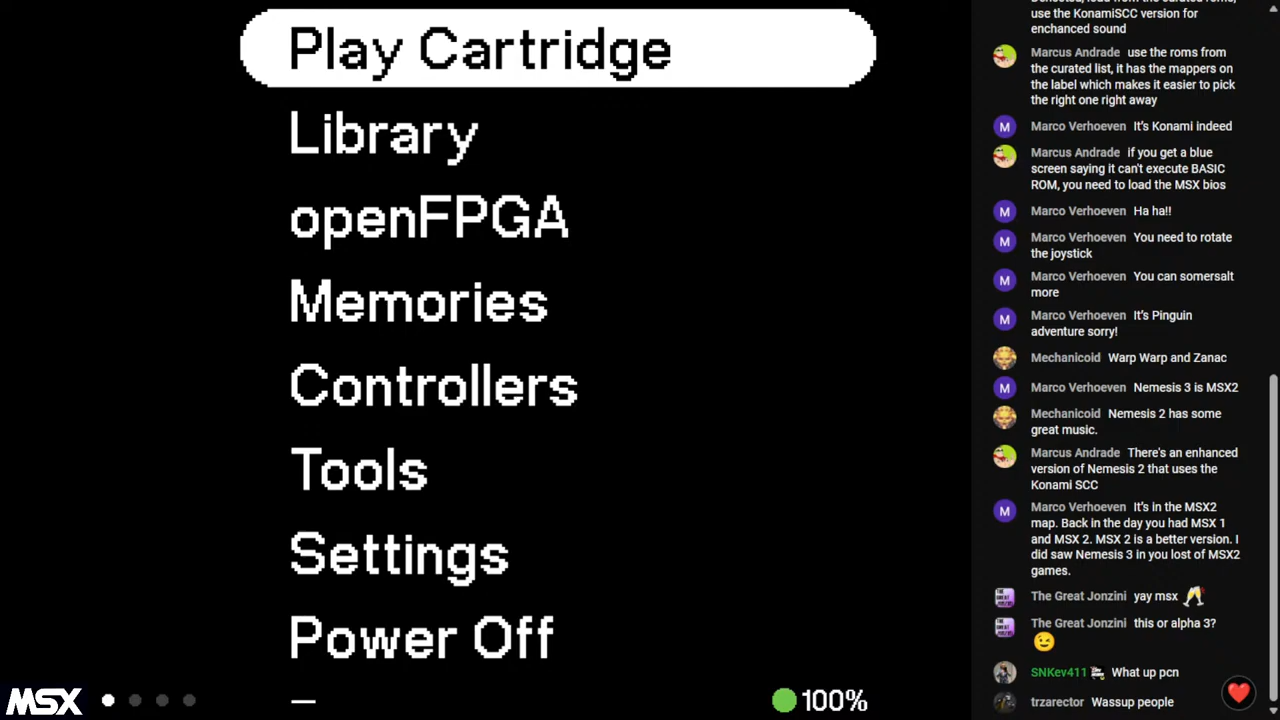 Play Cartridge
Library
openFPGA
Memories
Controllers
Tools
Settings
Power Off
MSX
100%
use the KonamiSCC version for
enchanced sound
Marcus Andrade use the roms from
the curated list, it has the mappers on
the label which makes it easier to pick
the right one right away
M Marco Verhoeven It's Konami indeed
Marcus Andrade if you get a blue
screen saying it can't execute BASIC
ROM, you need to load the MSX bios
M Marco Verhoeven Ha ha!!
M Marco Verhoeven You need to rotate
the joystick
M Marco Verhoeven You can somersalt
more
M Marco Verhoeven It's Pinguin
adventure sorry!
Mechanicoid Warp Warp and Zanac
M Marco Verhoeven Nemesis 3 is MSX2
Mechanicoid Nemesis 2 has some
great music.
Marcus Andrade There's an enhanced
version of Nemesis 2 that uses the
Konami SCC
M Marco Verhoeven It's in the MSX2
map. Back in the day you had MSX 1
and MSX 2. MSX 2 is a better version. I
did saw Nemesis 3 in you lost of MSX2
games.
The Great Jonzini yay msx 🥂
The Great Jonzini this or alpha 3?
😉
SNKev411 What up pcn
trzarector Wassup people